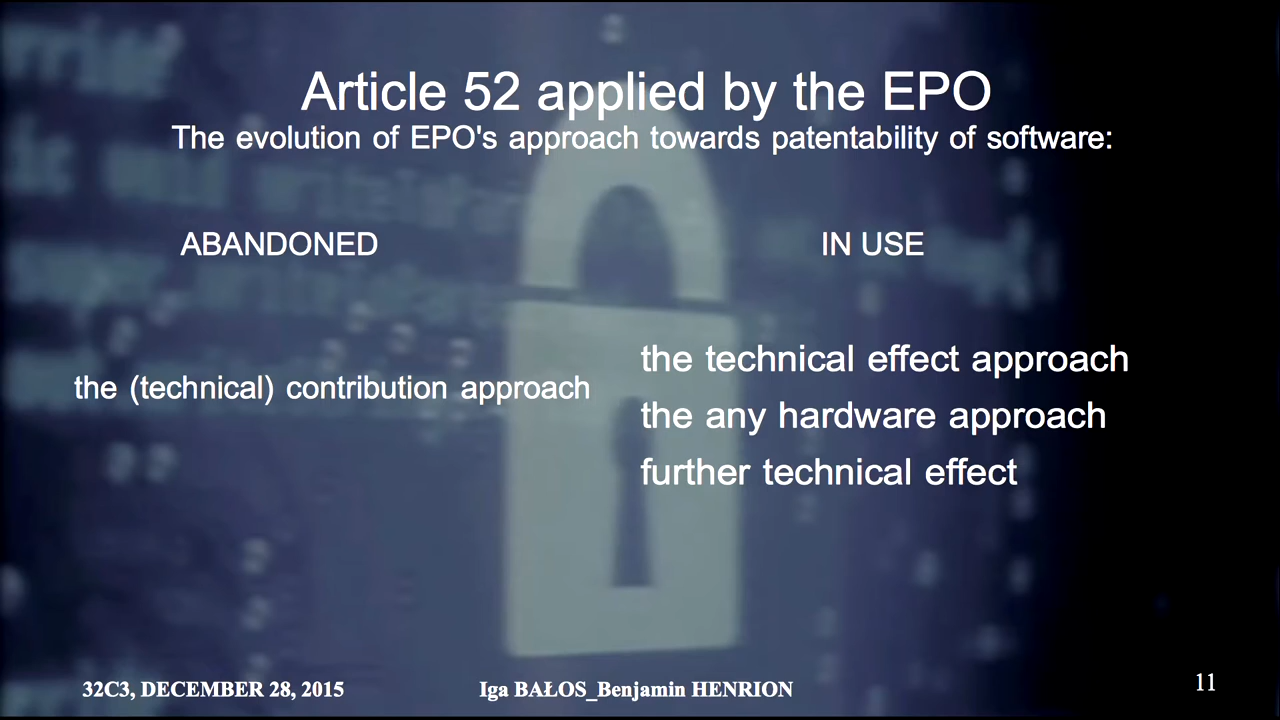 Article 52 applied by the EPO
The evolution of EPO's approach towards patentability of software:
ABANDONED
the (technical) contribution approach
IN USE
the technical effect approach
the any hardware approach
further technical effect
32C3, DECEMBER 28, 2015
Iga BAŁOS_Benjamin HENRION
11